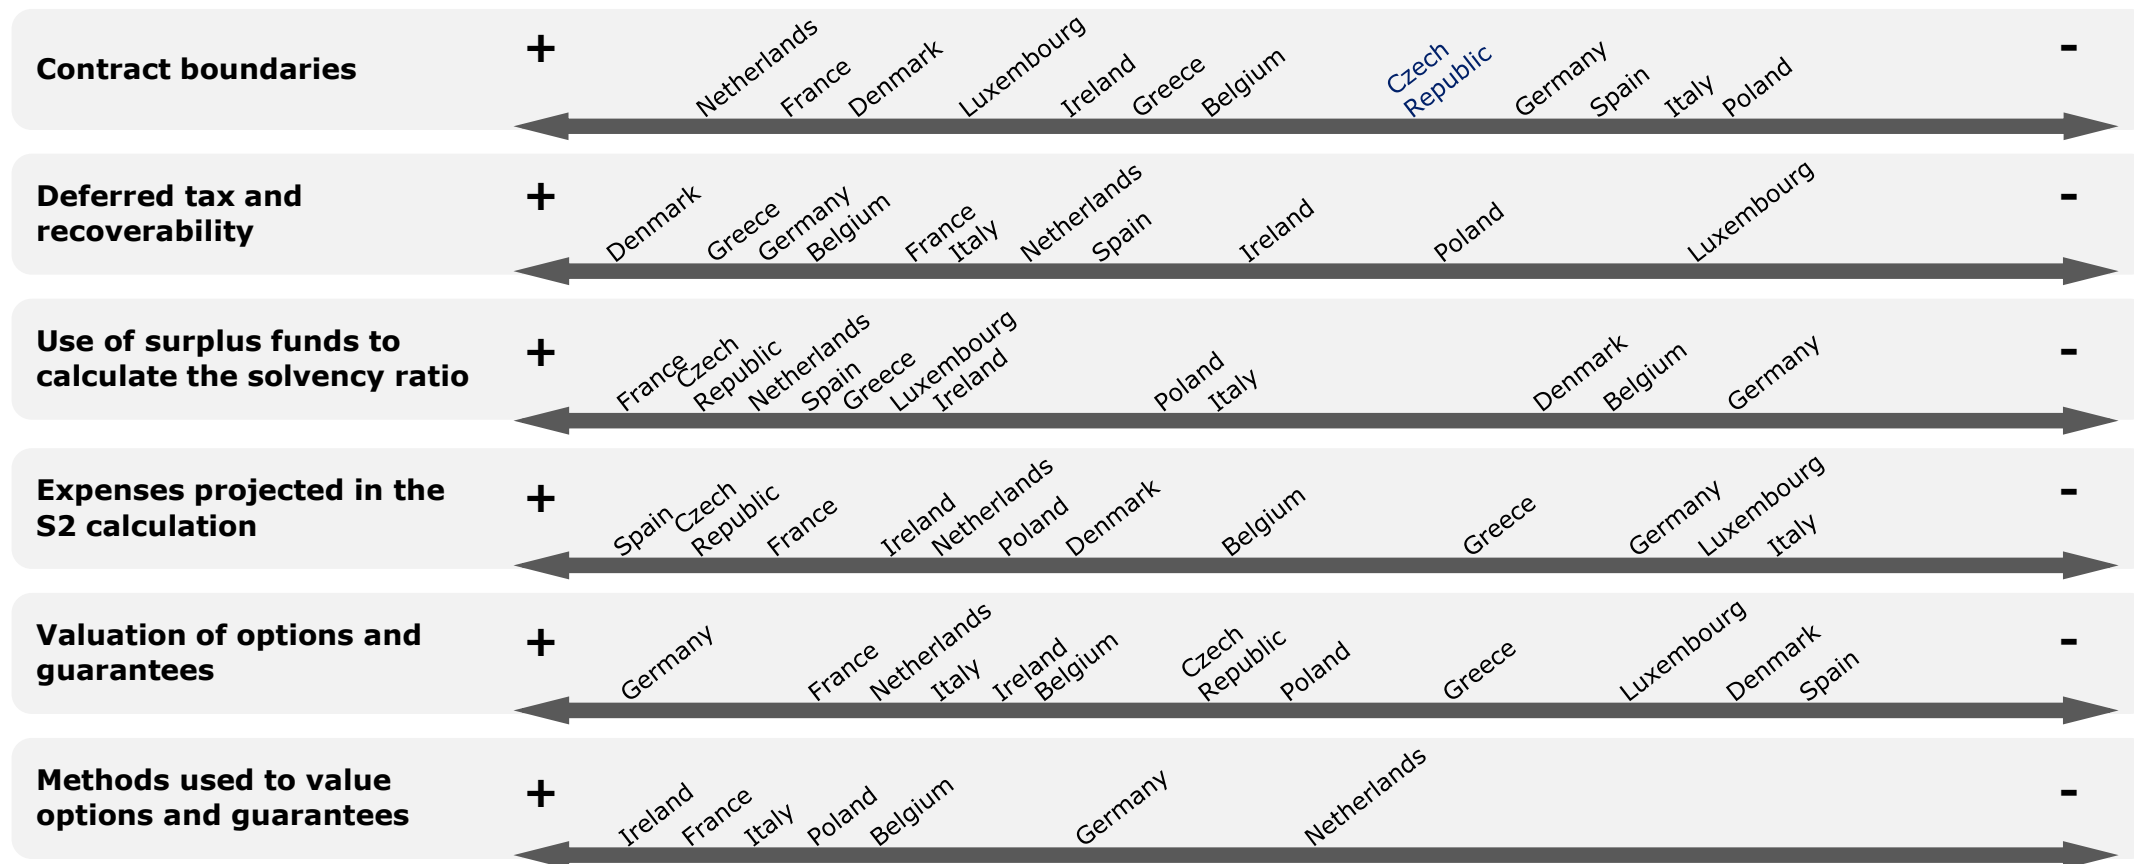 Contract boundaries
+
Netherlands
France
Denmark
Luxembourg
Ireland
Greece
Belgium
Czech
Republic
Germany
Spain
Italy
Poland
-
Deferred tax and
recoverability
+
Denmark
Greece
Germany
Belgium
France
Italy
Netherlands
Spain
Ireland
Poland
Luxembourg
-
Use of surplus funds to
calculate the solvency ratio
+
France
Czech
Republic
Netherlands
Spain
Greece
Luxembourg
Ireland
Poland
Italy
Denmark
Belgium
Germany
-
Expenses projected in the
S2 calculation
+
Spain
Czech
Republic
France
Ireland
Netherlands
Poland
Denmark
Belgium
Greece
Germany
Luxembourg
Italy
-
Valuation of options and
guarantees
+
Germany
France
Netherlands
Italy
Ireland
Belgium
Czech
Republic
Poland
Greece
Luxembourg
Denmark
Spain
-
Methods used to value
options and guarantees
+
Ireland
France
Italy
Poland
Belgium
Germany
Netherlands
-